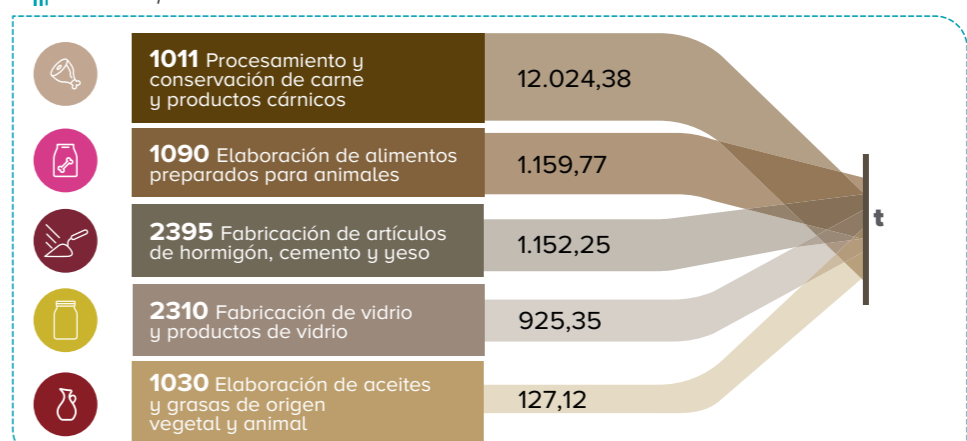 1011 Procesamiento y
conservación de carne
y productos cárnicos
12.024,38
1090 Elaboración de alimentos
preparados para animales
1.159,77
2395 Fabricación de artículos
de hormigón, cemento y yeso
1.152,25
2310 Fabricación de vidrio
y productos de vidrio
925,35
1030 Elaboración de aceites
y grasas de origen
vegetal y animal
127,12
t